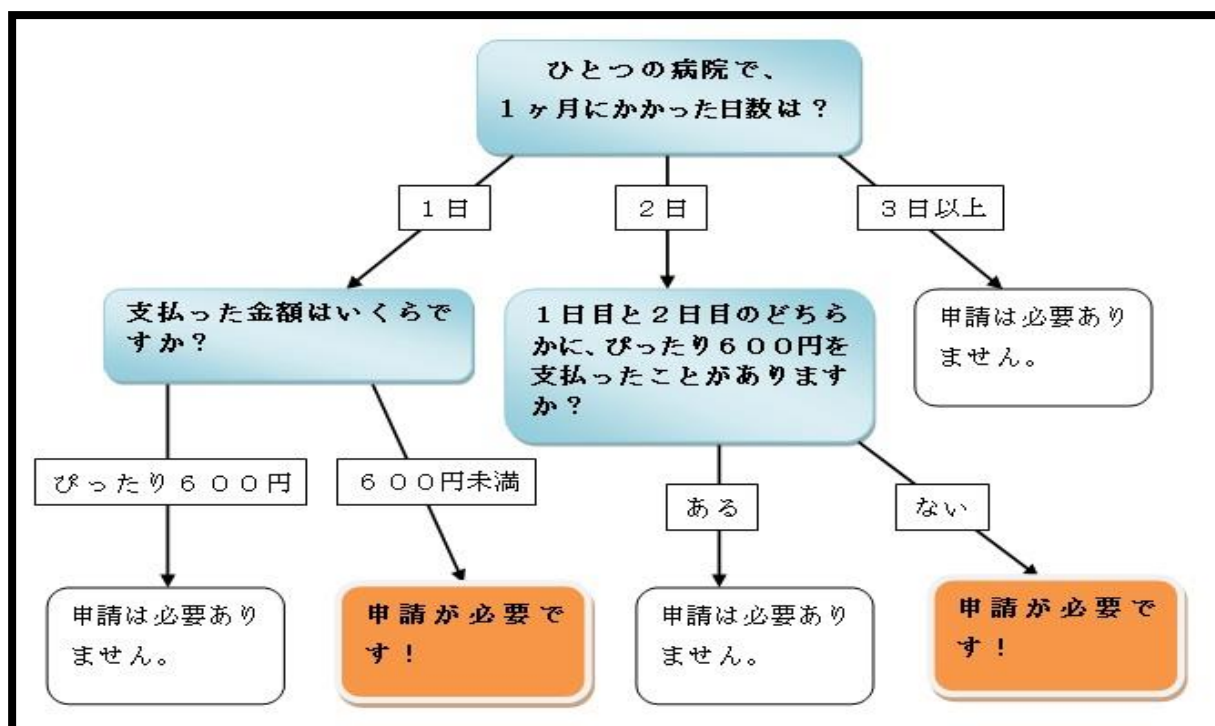 ひとつの病院で、
１ヶ月にかかった日数は？
１日
２日
３日以上
支払った金額はいくらで
すか？
１日目と２日目のどちら
かに、ぴったり６００円を
支払ったことがあります
か？
申請は必要あり
ません。
ぴったり６００円
６００円未満
ある
ない
申請は必要あり
ません。
申請が必要で
す！
申請は必要あり
ません。
申請が必要で
す！